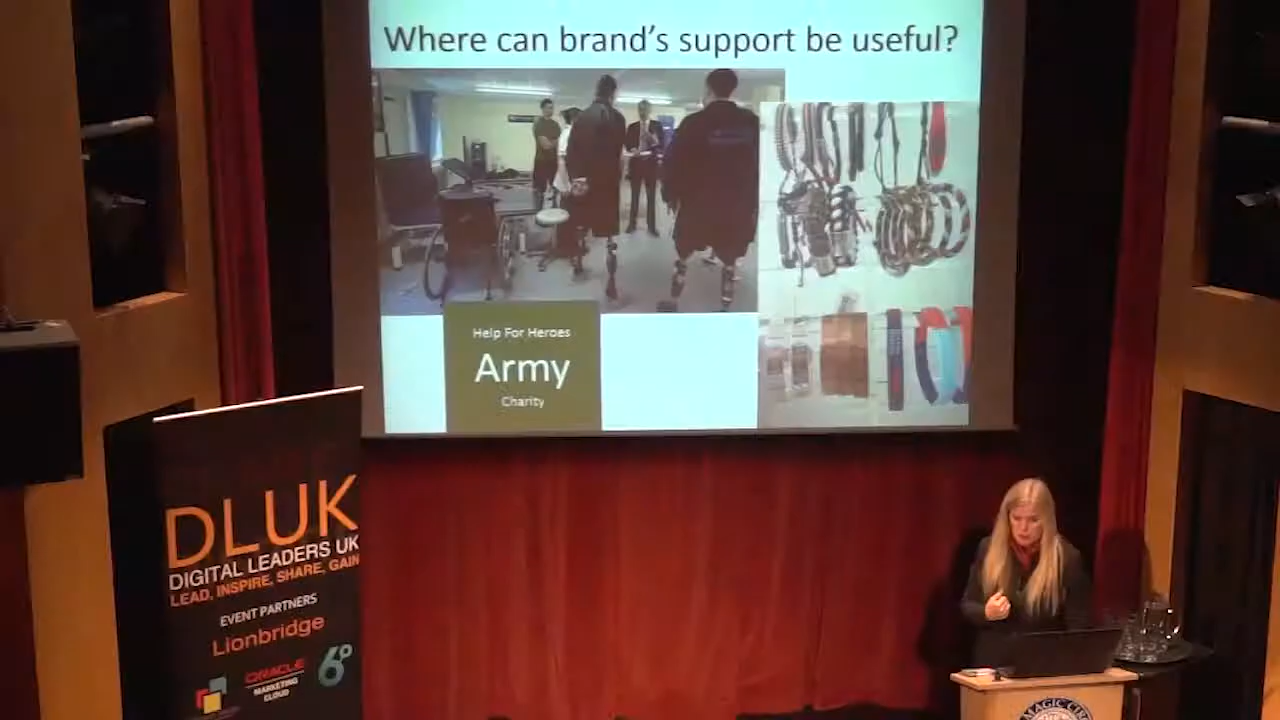 Where can brand's support be useful?
Help For Heroes
Army
Charity
DLUK
DIGITAL LEADERS UK
LEAD, INSPIRE, SHARE, GAIN
EVENT PARTNERS
Lionbridge
ORACLE
MARKETING
CLOUD
6°
MAGIC